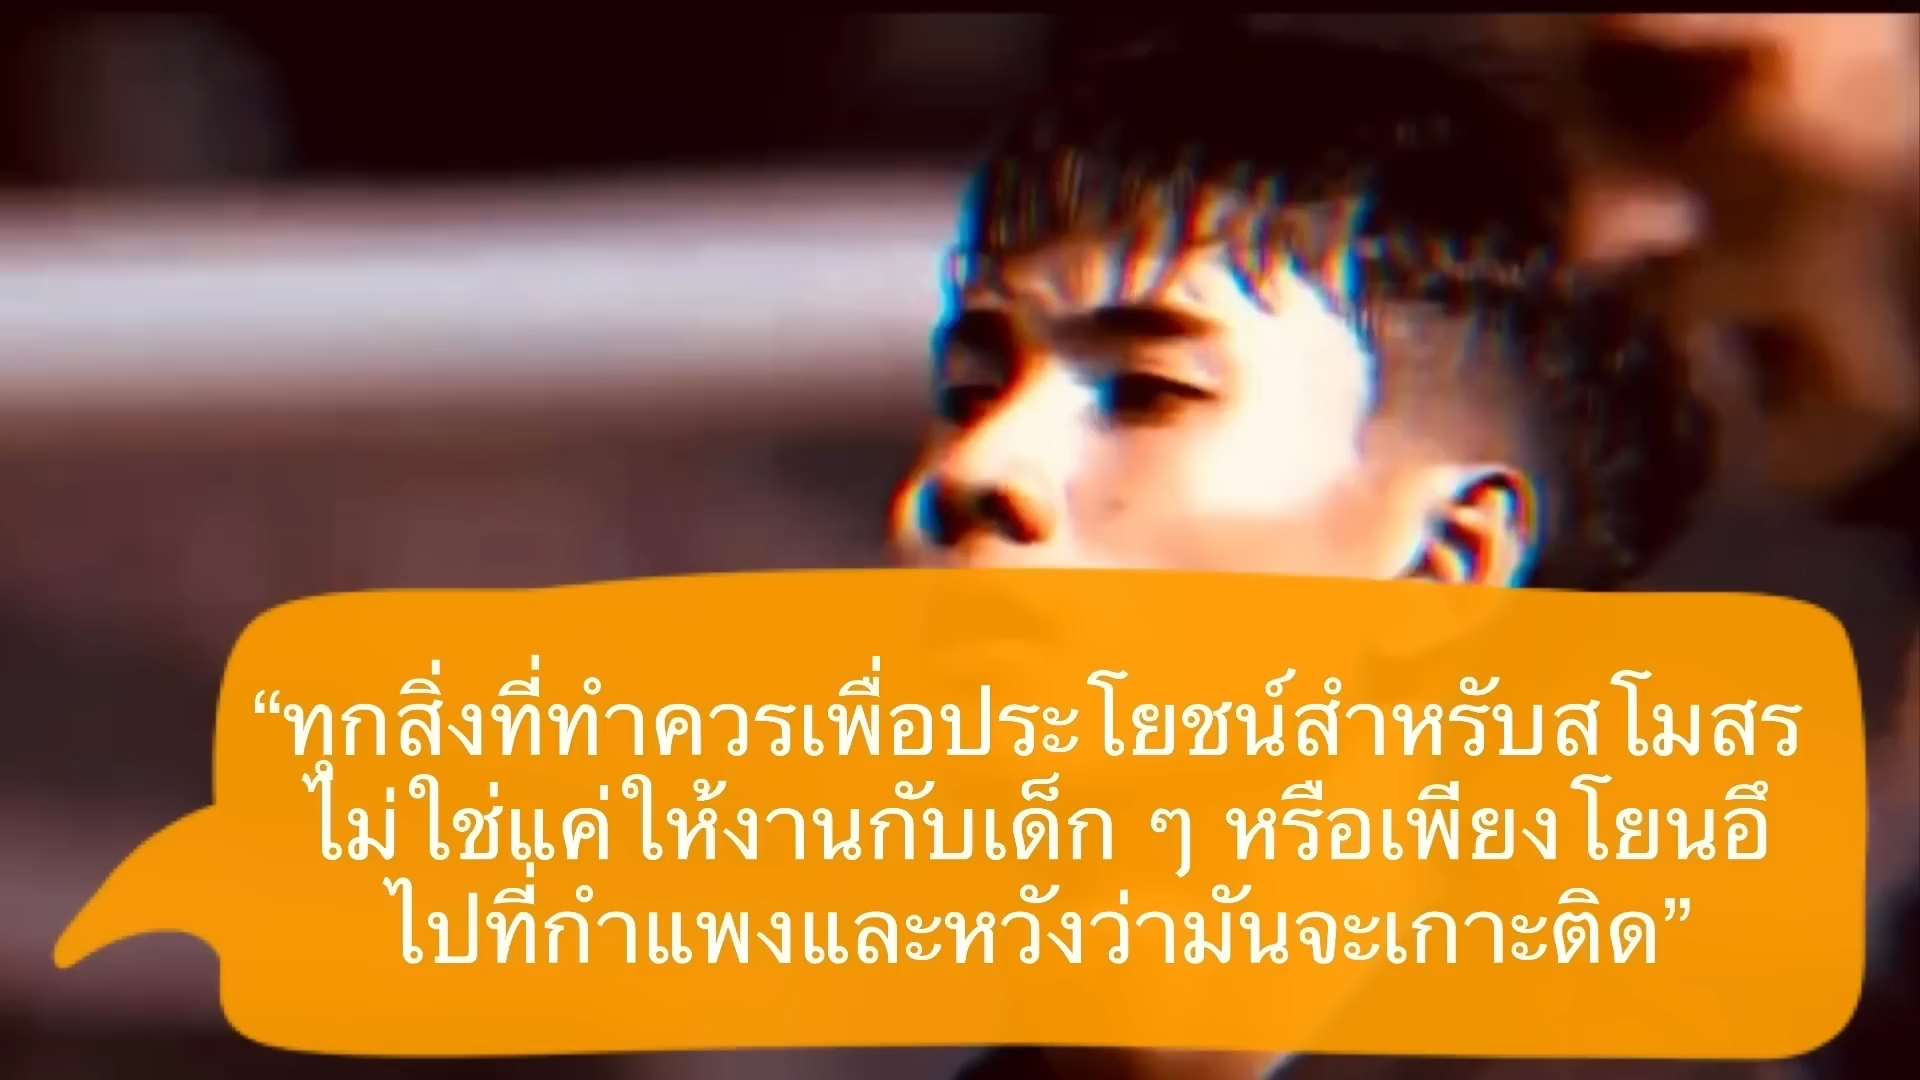 “ทุกสิ่งที่ทำควรเพื่อประโยชน์สำหรับสโมสร
ไม่ใช่แค่ให้งานกับเด็ก ๆ หรือเพียงโยนอึ
ไปที่กำแพงและหวังว่ามันจะเกาะติด”